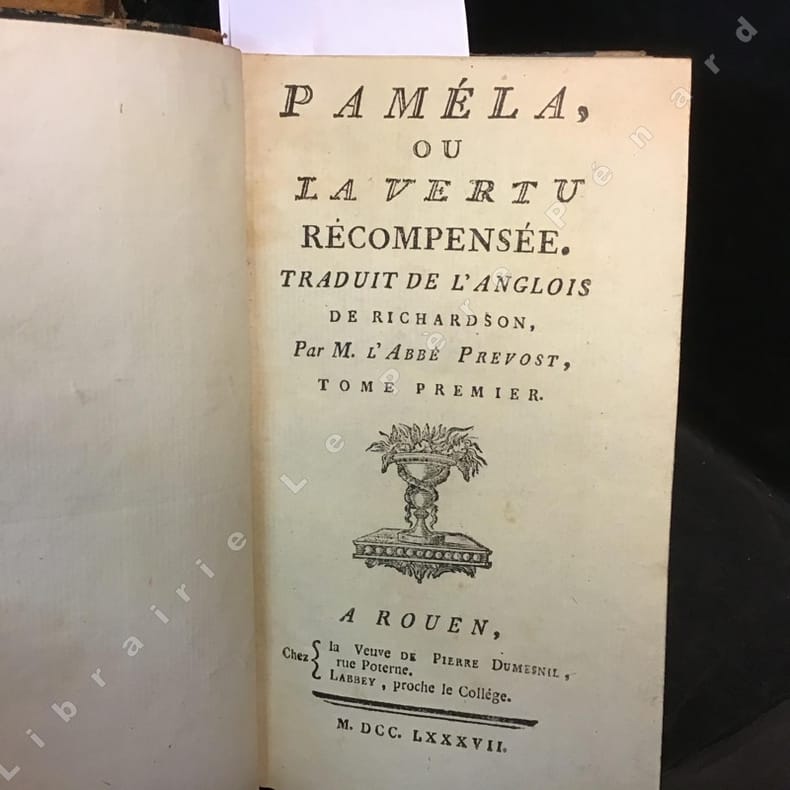 PAMÉLA,
OU
LA VERTU
RÉCOMPENSÉE.
TRADUIT DE L'ANGLOIS
DE RICHARDSON,
Par M. L'ABBÉ PREVOST,
TOME PREMIER.
A ROUEN,
Chez { la Veuve DE PIERRE DUMESNIL,
rue Poterne.
LABBEY, proche le Collége.
M. DCC. LXXXVII.
Librairie Le Père Pénard